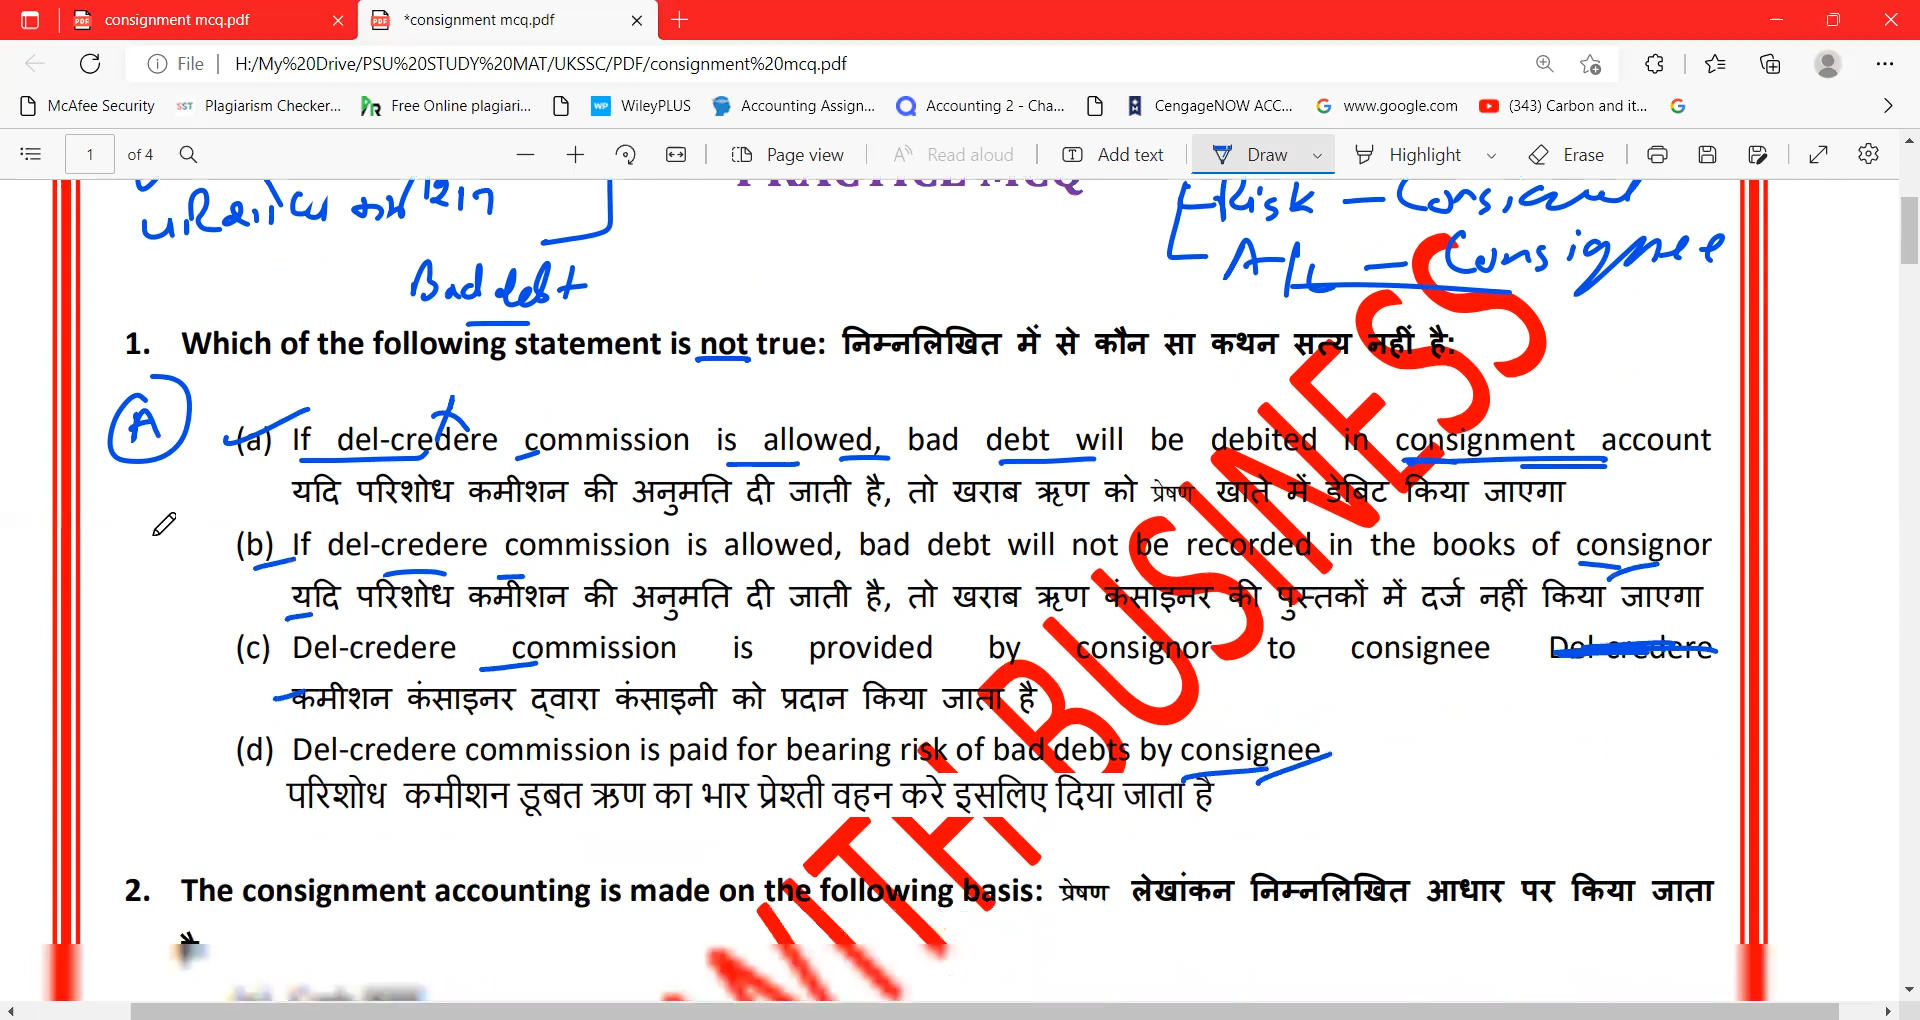 consignment mcq.pdf
*consignment mcq.pdf
File H:/My%20Drive/PSU%20STUDY%20MAT/UKSSC/PDF/consignment%20mcq.pdf
McAfee Security SST Plagiarism Checker... Free Online plagiari... WP WileyPLUS Accounting Assign... Accounting 2 - Cha... CengageNOW ACC... www.google.com (343) Carbon and it...
1 of 4 Page view Read aloud Add text Draw Highlight Erase
PRACTICE MCQ
Risk —
A/c — Consignee
Bad debt
1. Which of the following statement is not true: निम्नलिखित में से कौन सा कथन सत्य नहीं है:
A
(a) If del-credere commission is allowed, bad debt will be debited in consignment account
यदि परिशोध कमीशन की अनुमति दी जाती है, तो खराब ऋण को प्रेषण खाते में डेबिट किया जाएगा
(b) If del-credere commission is allowed, bad debt will not be recorded in the books of consignor
यदि परिशोध कमीशन की अनुमति दी जाती है, तो खराब ऋण कंसाइनर की पुस्तकों में दर्ज नहीं किया जाएगा
(c) Del-credere commission is provided by consignor to consignee Del-credere
कमीशन कंसाइनर द्वारा कंसाइनी को प्रदान किया जाता है
(d) Del-credere commission is paid for bearing risk of bad debts by consignee
परिशोध कमीशन डूबत ऋण का भार प्रेश्ती वहन करे इसलिए दिया जाता है
2. The consignment accounting is made on the following basis: प्रेषण लेखांकन निम्नलिखित आधार पर किया जाता
है
WITH BUSINESS